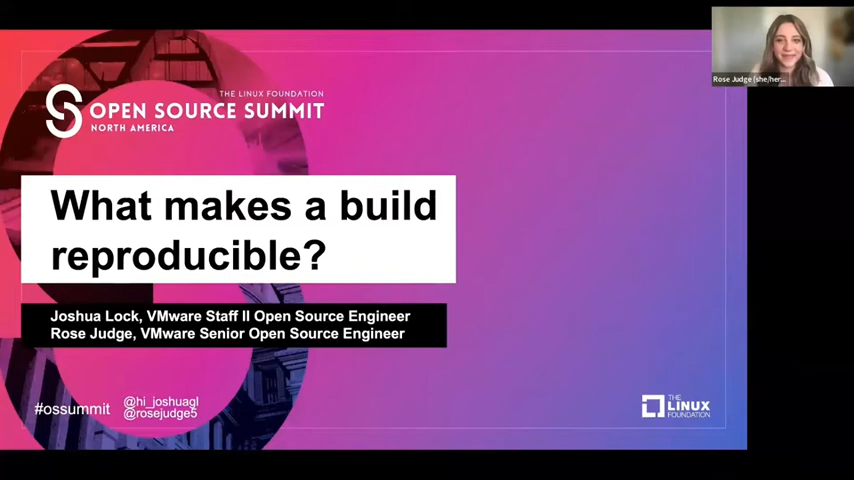 Rose Judge (she/her...
THE LINUX FOUNDATION
OPEN SOURCE SUMMIT
NORTH AMERICA
What makes a build
reproducible?
Joshua Lock, VMware Staff II Open Source Engineer
Rose Judge, VMware Senior Open Source Engineer
#ossummit
@hi_joshuagl
@rosejudge5
THE
LINUX
FOUNDATION